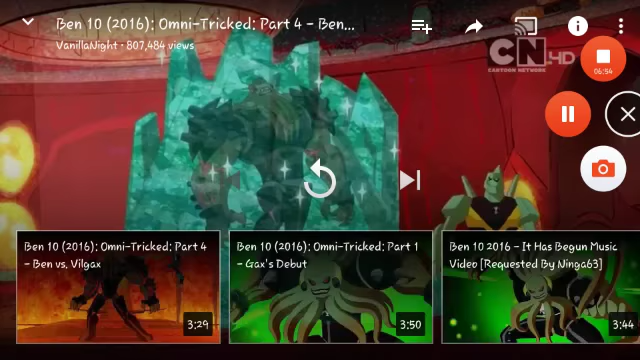 Ben 10 (2016): Omni-Tricked: Part 4 – Ben...
VanillaNight • 807,484 views
CN HD
CARTOON NETWORK
06:54
Ben 10 (2016): Omni-Tricked: Part 4
– Ben vs. Vilgax
3:29
Ben 10 (2016): Omni-Tricked: Part 1
– Gax's Debut
3:50
Ben 10 2016 – It Has Begun Music
Video [Requested By Ninga63]
3:44